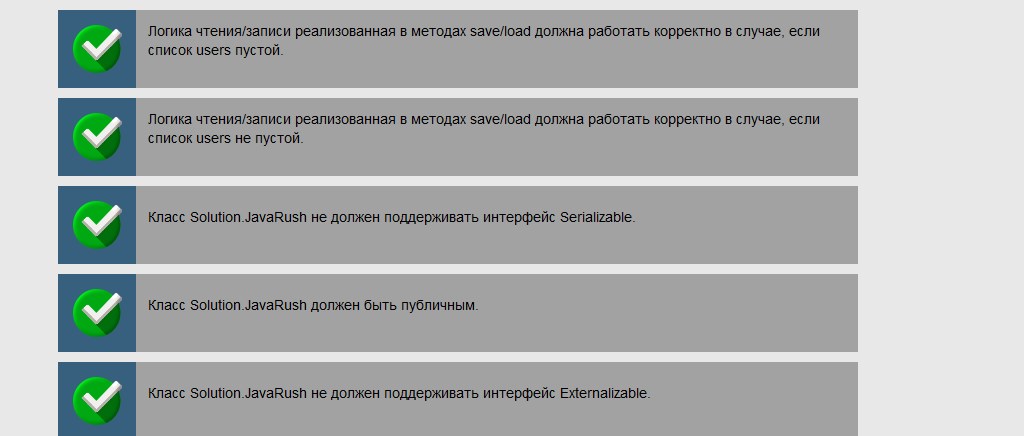 Логика чтения/записи реализованная в методах save/load должна работать корректно в случае, если
список users пустой.
Логика чтения/записи реализованная в методах save/load должна работать корректно в случае, если
список users не пустой.
Класс Solution.JavaRush не должен поддерживать интерфейс Serializable.
Класс Solution.JavaRush должен быть публичным.
Класс Solution.JavaRush не должен поддерживать интерфейс Externalizable.